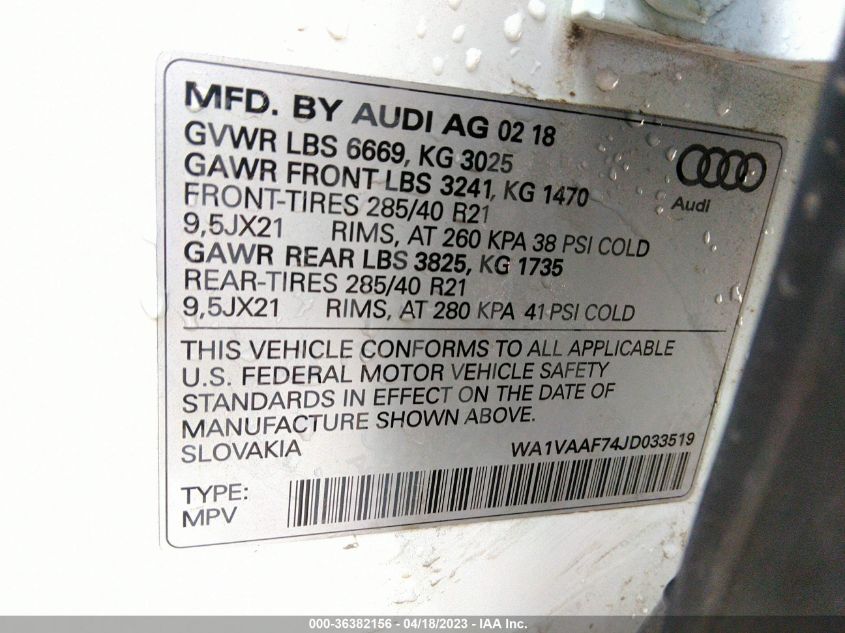 MFD. BY AUDI AG 02 18
GVWR LBS 6669, KG 3025
GAWR FRONT LBS 3241, KG 1470
FRONT-TIRES 285/40 R21
9,5JX21 RIMS, AT 260 KPA 38 PSI COLD
GAWR REAR LBS 3825, KG 1735
REAR-TIRES 285/40 R21
9,5JX21 RIMS, AT 280 KPA 41 PSI COLD
Audi
THIS VEHICLE CONFORMS TO ALL APPLICABLE
U.S. FEDERAL MOTOR VEHICLE SAFETY
STANDARDS IN EFFECT ON THE DATE OF
MANUFACTURE SHOWN ABOVE.
SLOVAKIA WA1VAAF74JD033519
TYPE:
MPV
000-36382156 - 04/18/2023 - IAA Inc.